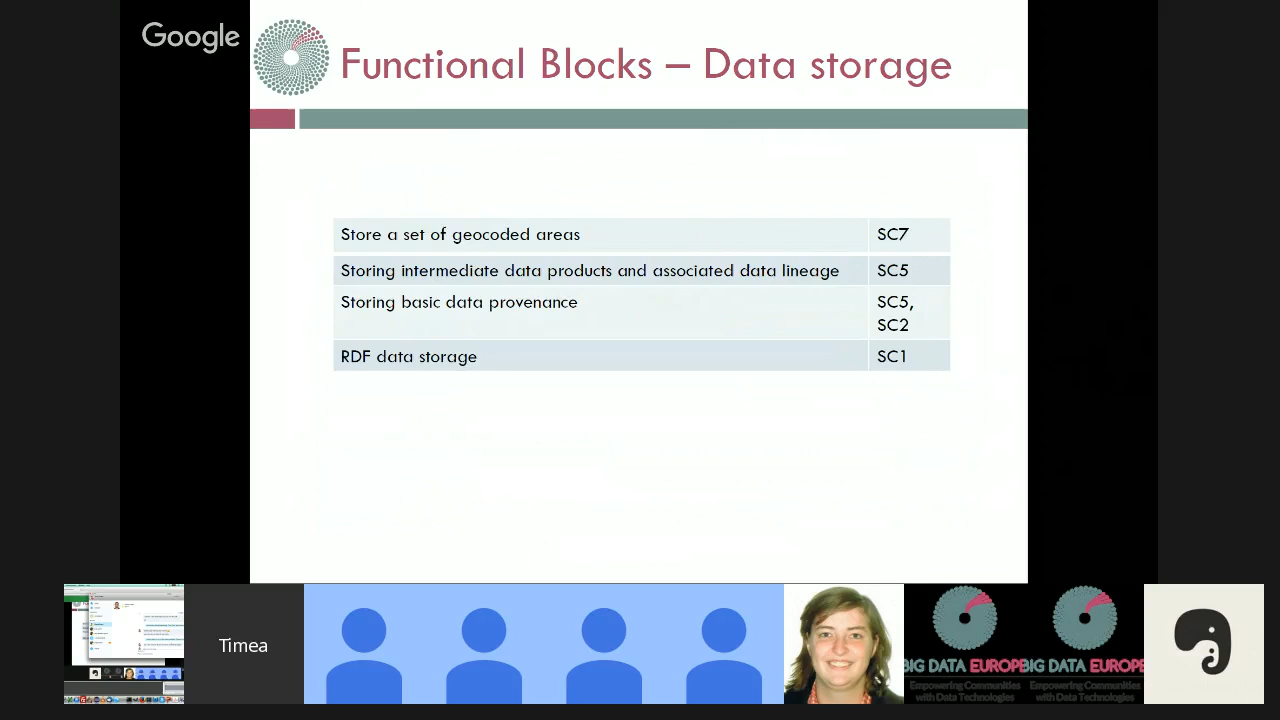 Google
Functional Blocks – Data storage
Store a set of geocoded areas SC7
Storing intermediate data products and associated data lineage SC5
Storing basic data provenance SC5,
SC2
RDF data storage SC1
Timea
BIG DATA EUROPE
Empowering Communities
with Data Technologies
BIG DATA EUROPE
Empowering Communities
with Data Technologies